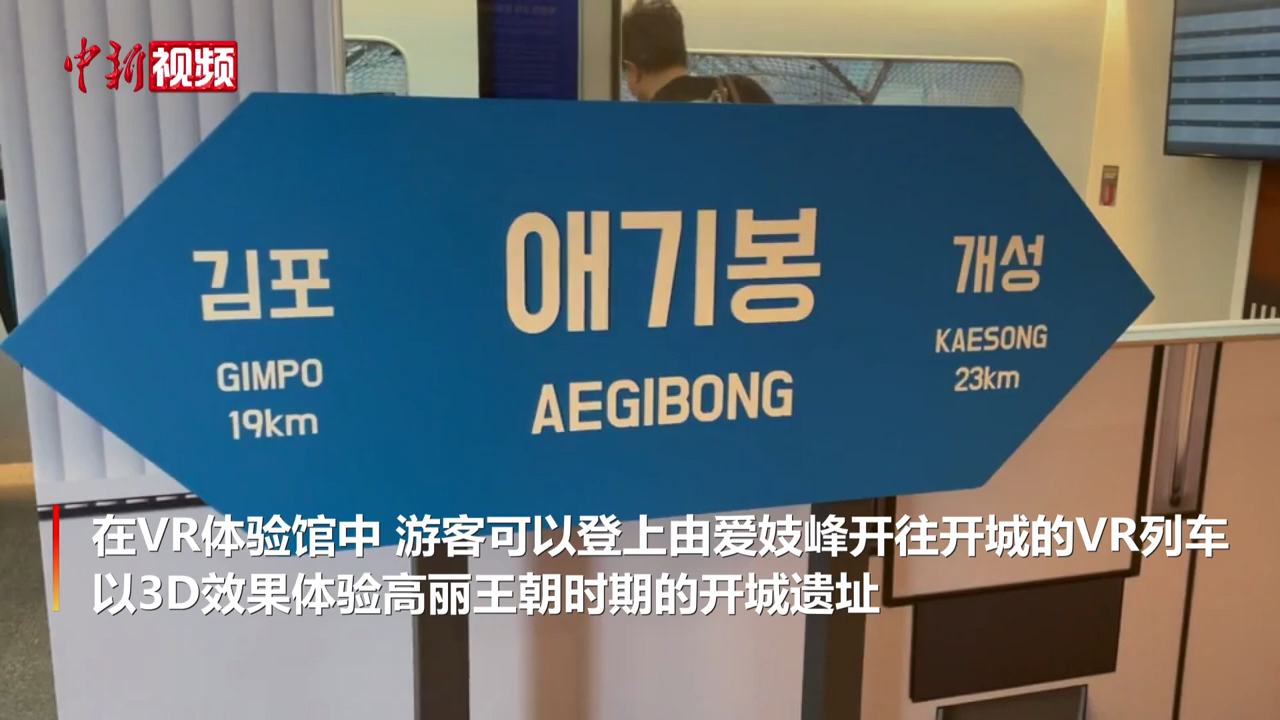 中新视频
김포
GIMPO
19km
애기봉
AEGIBONG
개성
KAESONG
23km
在VR体验馆中 游客可以登上由爱妓峰开往开城的VR列车
以3D效果体验高丽王朝时期的开城遗址